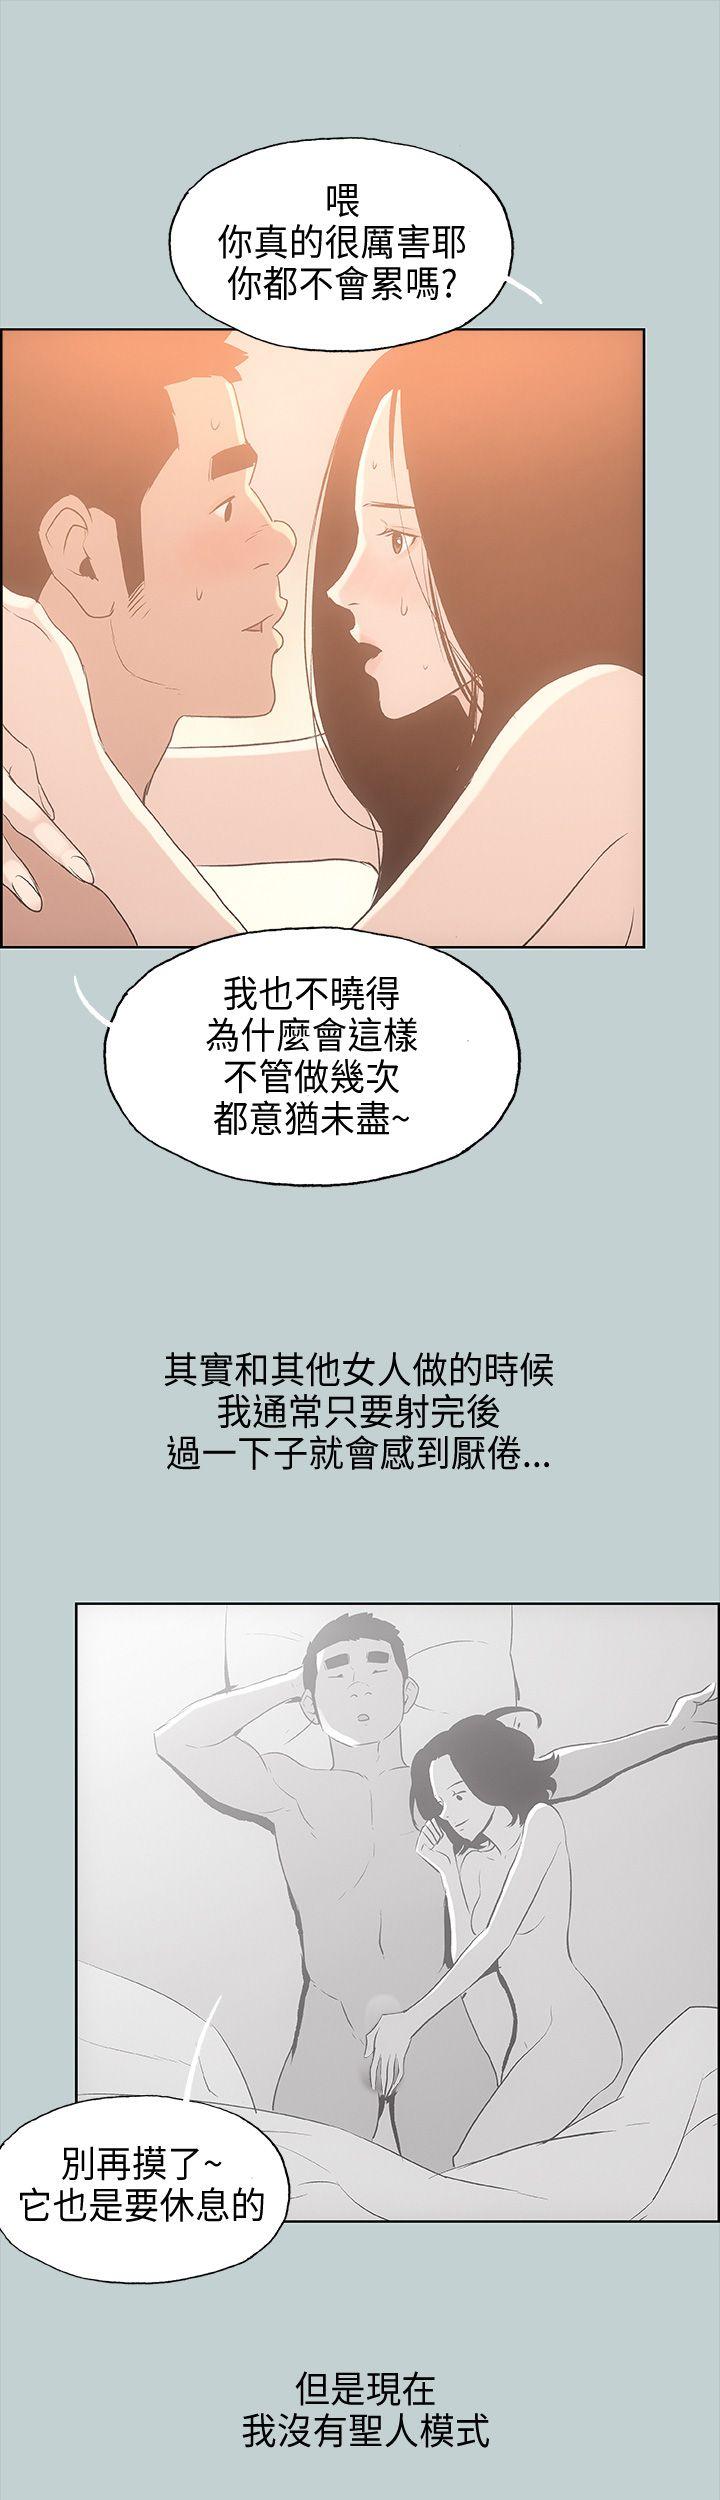 喂
你真的很厲害耶
你都不會累嗎?
我也不曉得
為什麼會這樣
不管做幾次
都意猶未盡~
其實和其他女人做的時候
我通常只要射完後
過一下子就會感到厭倦...
別再摸了~
它也是要休息的
但是現在
我沒有聖人模式